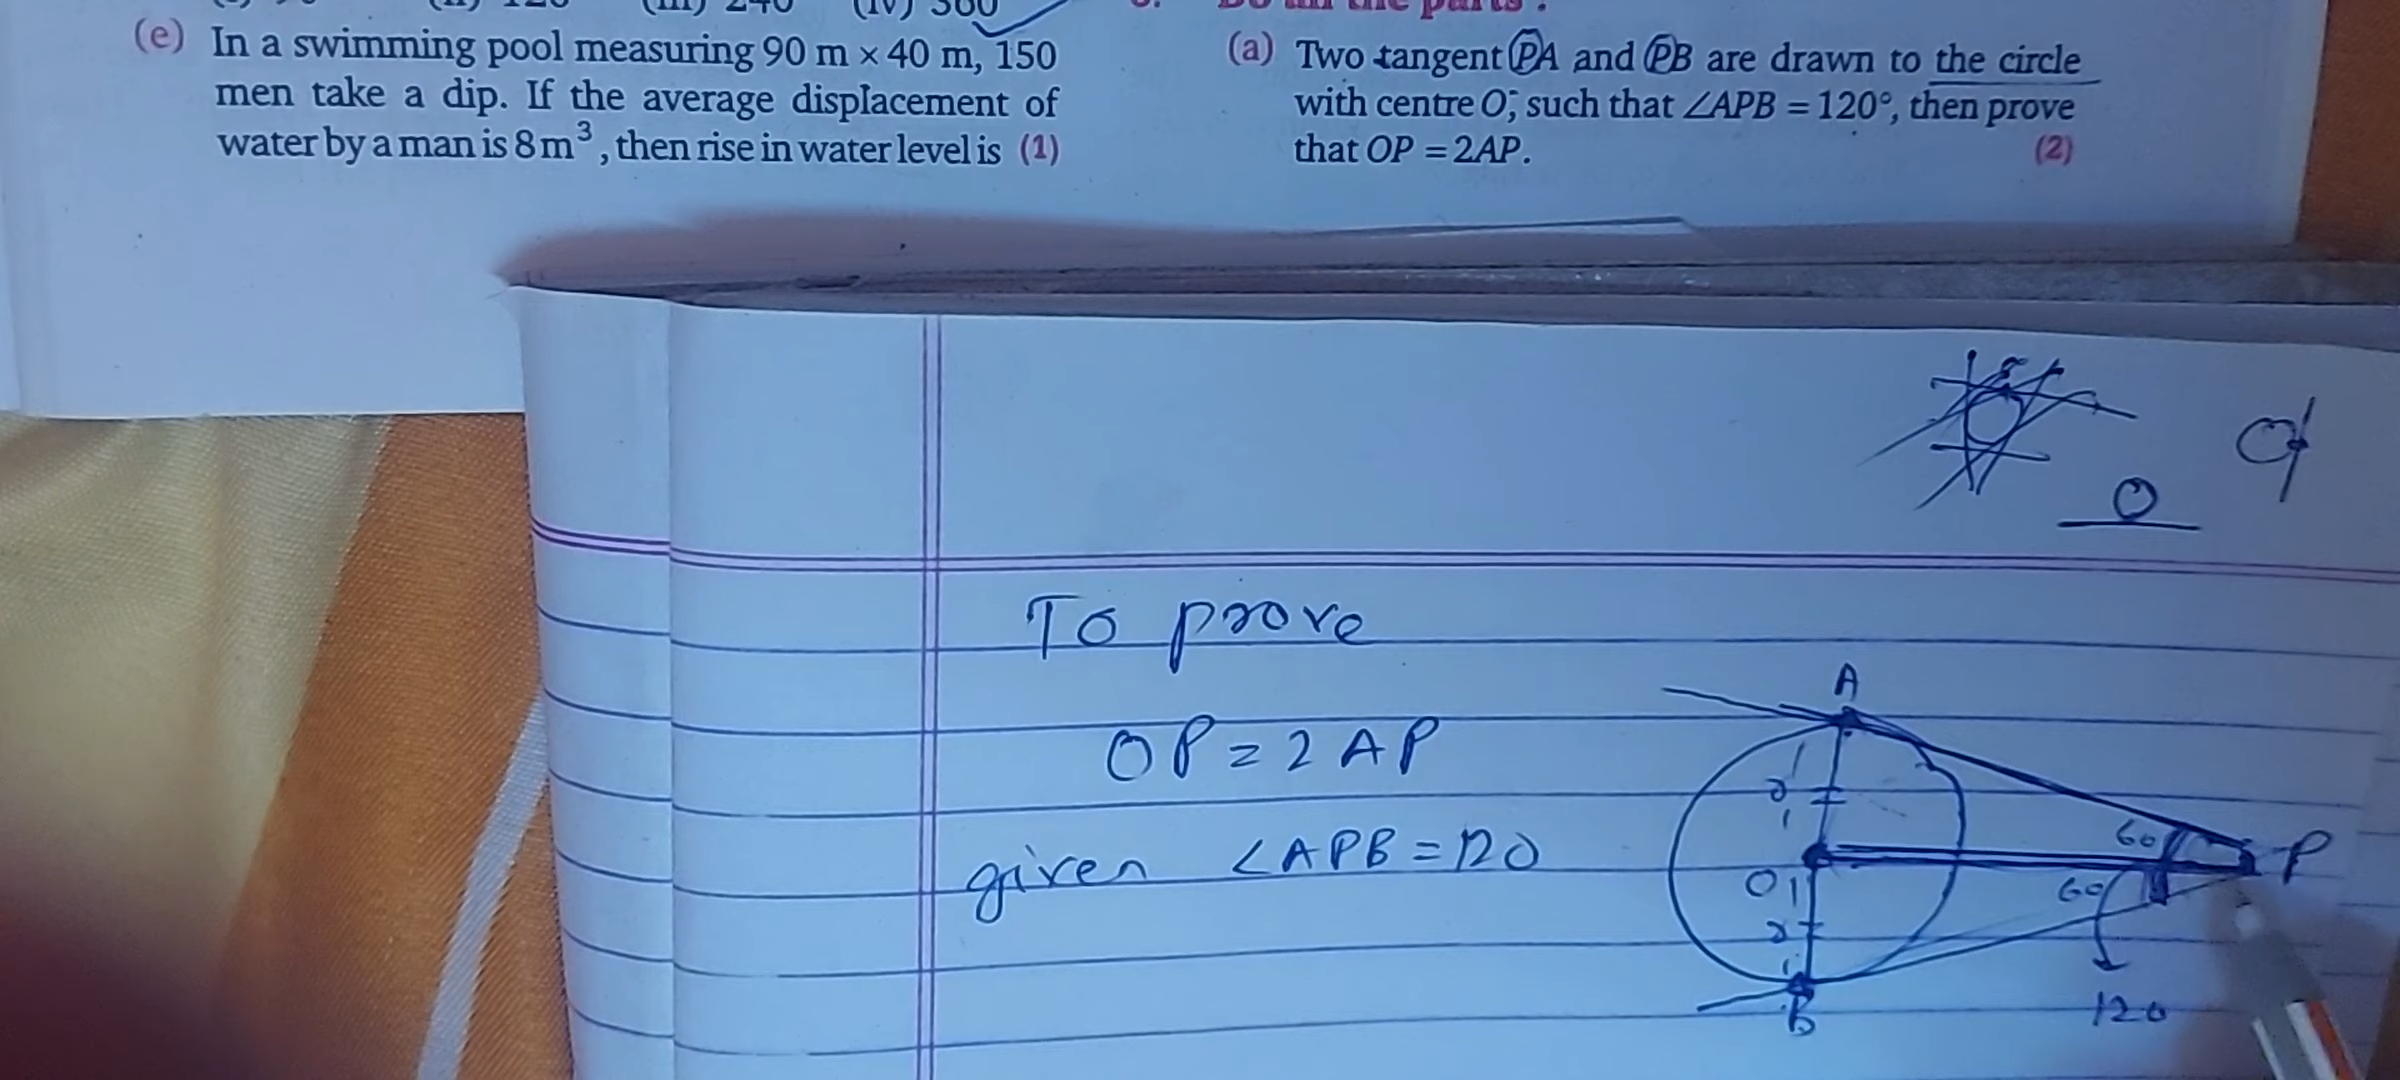 (e) In a swimming pool measuring 90 m × 40 m, 150
men take a dip. If the average displacement of
water by a man is 8 m³, then rise in water level is (1)
(a) Two tangent PA and PB are drawn to the circle
with centre O, such that ∠APB = 120°, then prove
that OP = 2AP. (2)
To prove
OP = 2 AP
given ∠APB = 120
A
60
P
O
60
B
120